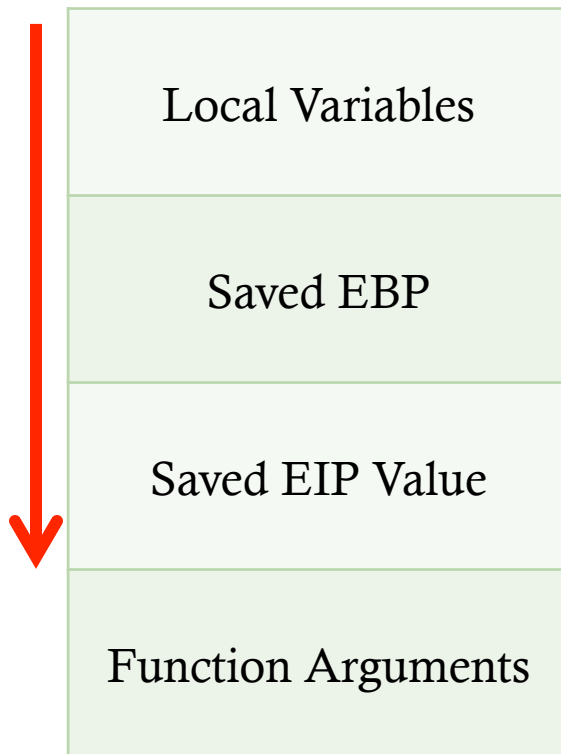 Local Variables
Saved EBP
Saved EIP Value
Function Arguments